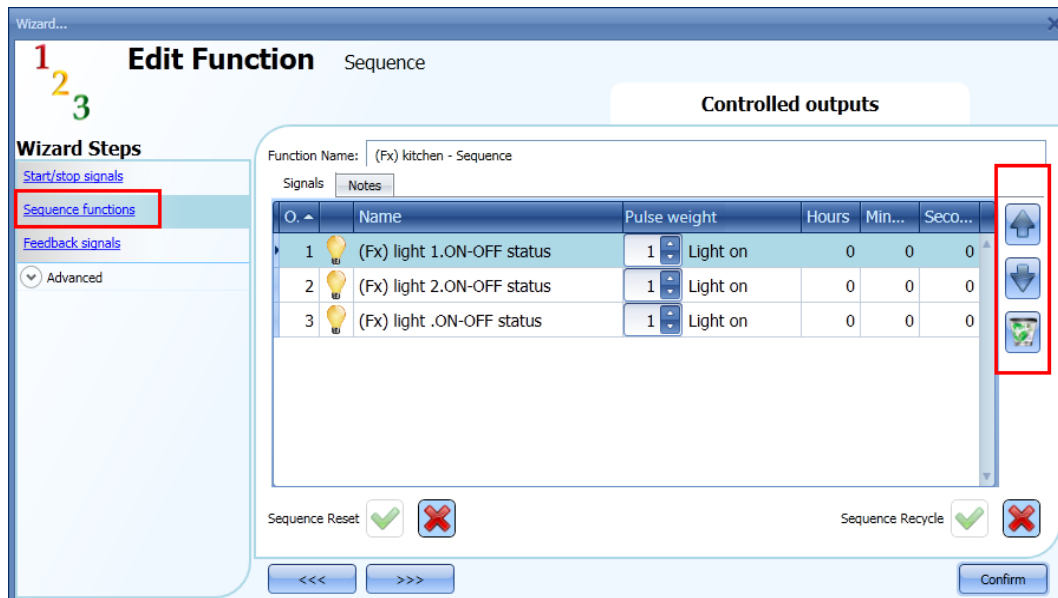 Wizard...
1
2
3
Edit Function Sequence
Controlled outputs
Wizard Steps
Start/stop signals
Sequence functions
Feedback signals
Advanced
Function Name: (Fx) kitchen - Sequence
Signals Notes
O. Name Pulse weight Hours Min... Seco...
1 (Fx) light 1.ON-OFF status 1 Light on 0 0 0
2 (Fx) light 2.ON-OFF status 1 Light on 0 0 0
3 (Fx) light .ON-OFF status 1 Light on 0 0 0
Sequence Reset Sequence Recycle
<<< >>> Confirm